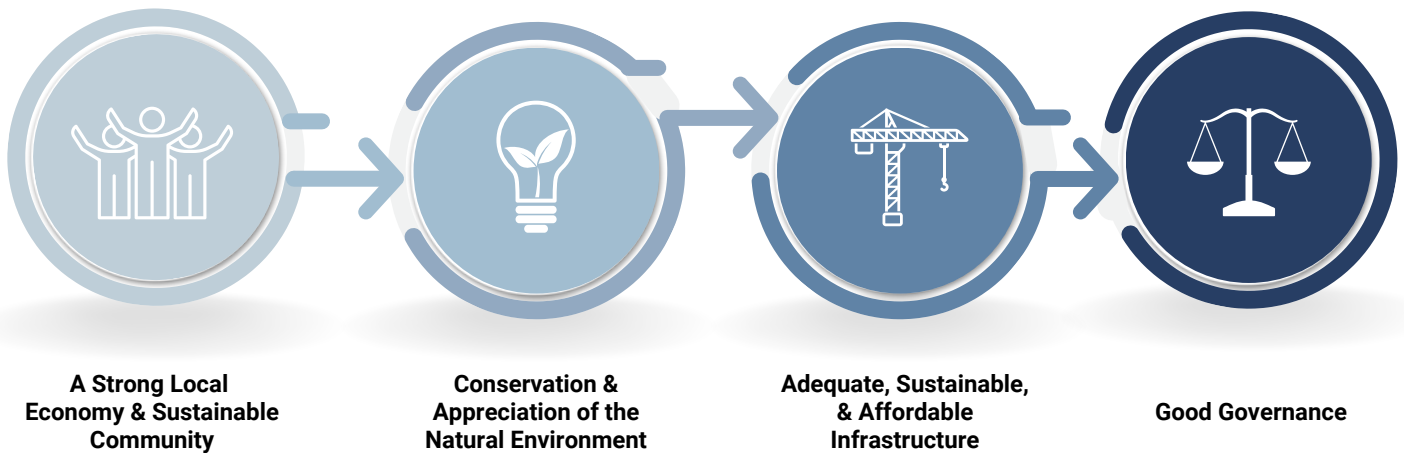 A Strong Local
Economy & Sustainable
Community
Conservation &
Appreciation of the
Natural Environment
Adequate, Sustainable,
& Affordable
Infrastructure
Good Governance